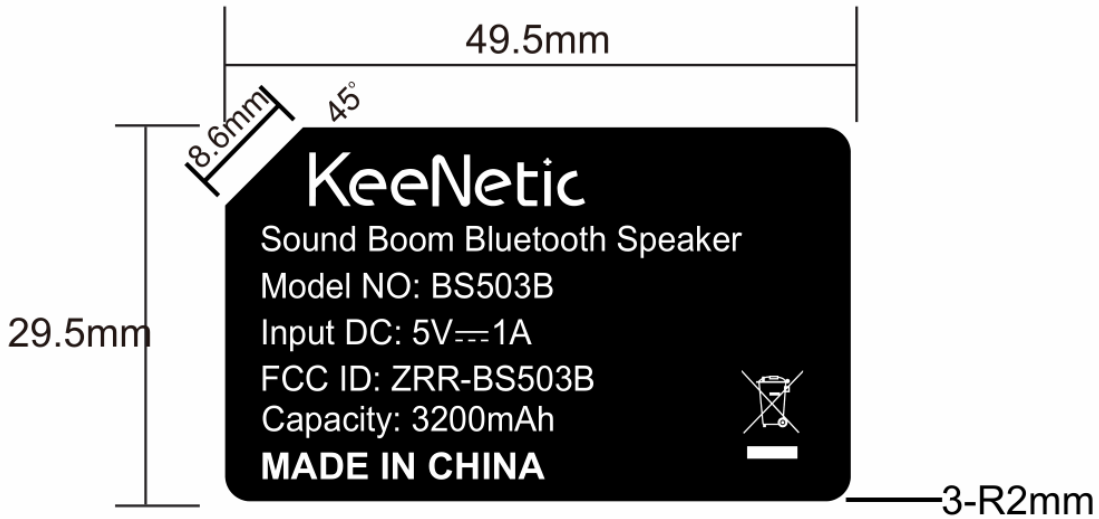 49.5mm
45°
8.6mm
KeeNetic
Sound Boom Bluetooth Speaker
Model NO: BS503B
29.5mm
Input DC: 5V⎓1A
FCC ID: ZRR-BS503B
Capacity: 3200mAh
MADE IN CHINA
3-R2mm